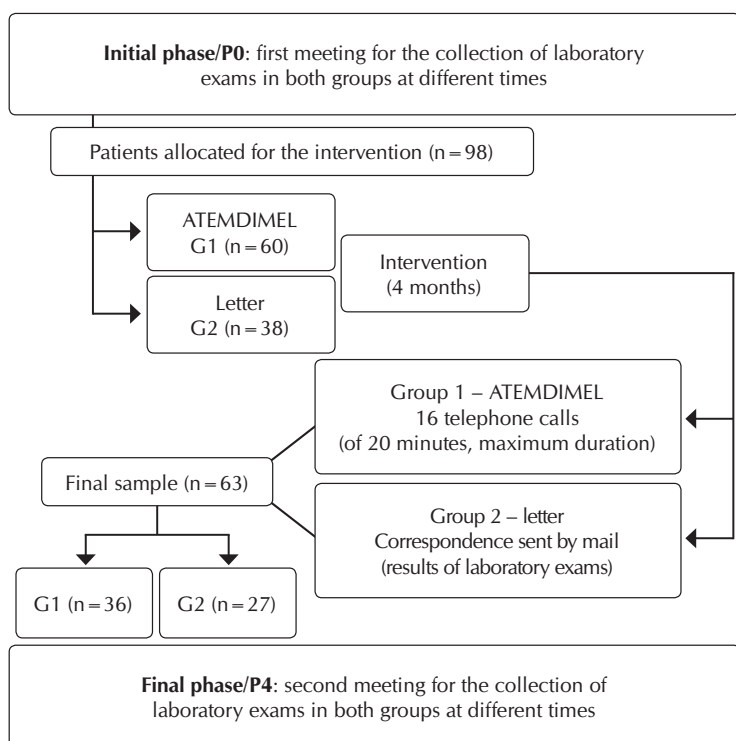 Initial phase/P0: first meeting for the collection of laboratory
exams in both groups at different times
Patients allocated for the intervention (n=98)
ATEMDIMEL
G1 (n=60)
Intervention
(4 months)
Letter
G2 (n=38)
Group 1 – ATEMDIMEL
16 telephone calls
(of 20 minutes, maximum duration)
Final sample (n=63)
Group 2 – letter
Correspondence sent by mail
(results of laboratory exams)
G1 (n=36)
G2 (n=27)
Final phase/P4: second meeting for the collection of
laboratory exams in both groups at different times